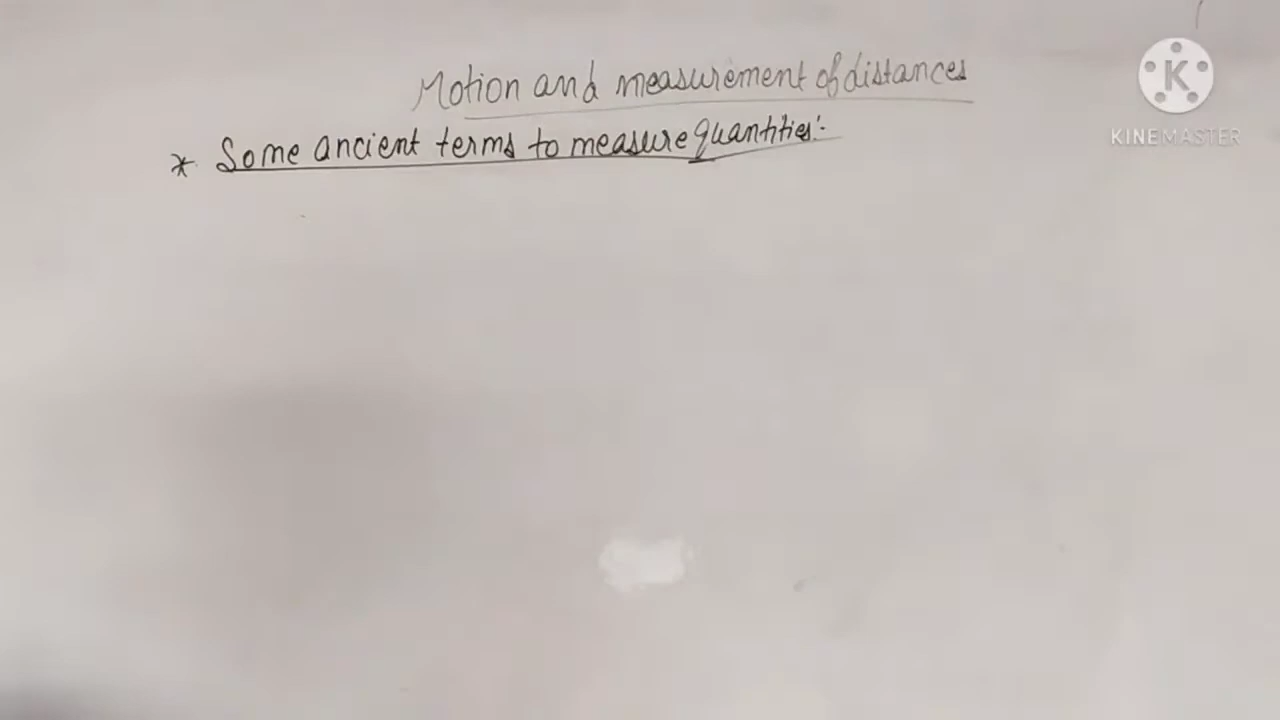 Motion and measurement of distances
* Some ancient terms to measure quantities:-
KINEMASTER